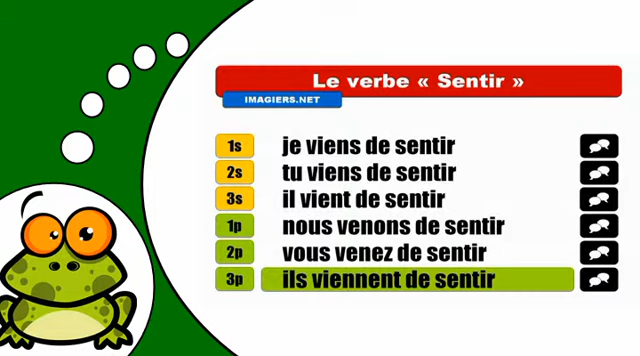 Le verbe « Sentir »
IMAGIERS.NET
1s je viens de sentir
2s tu viens de sentir
3s il vient de sentir
1p nous venons de sentir
2p vous venez de sentir
3p ils viennent de sentir